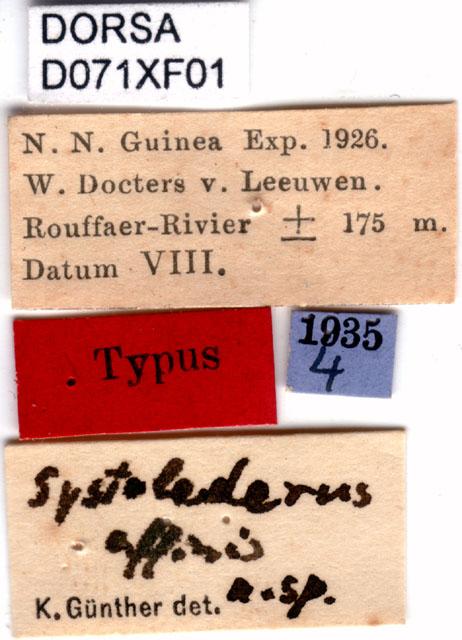 DORSA
D071XF01
N. N. Guinea Exp. 1926.
W. Docters v. Leeuwen.
Rouffaer-Rivier ± 175 m.
Datum VIII.
. Typus
1935
4
Systolederus
affinis
n.sp.
K. Günther det.